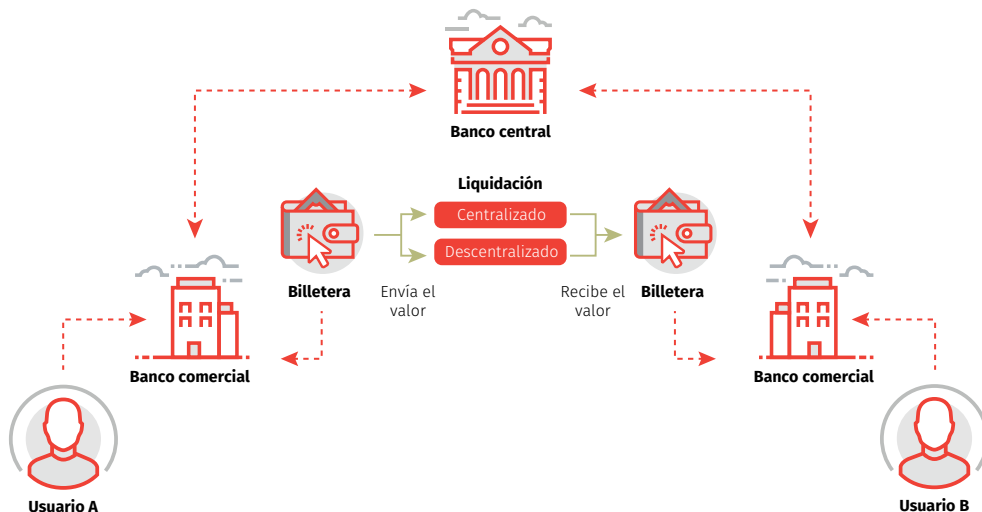 Banco central
Liquidación
Centralizado
Descentralizado
Billetera
Envía el
valor
Recibe el
valor
Billetera
Banco comercial
Banco comercial
Usuario A
Usuario B